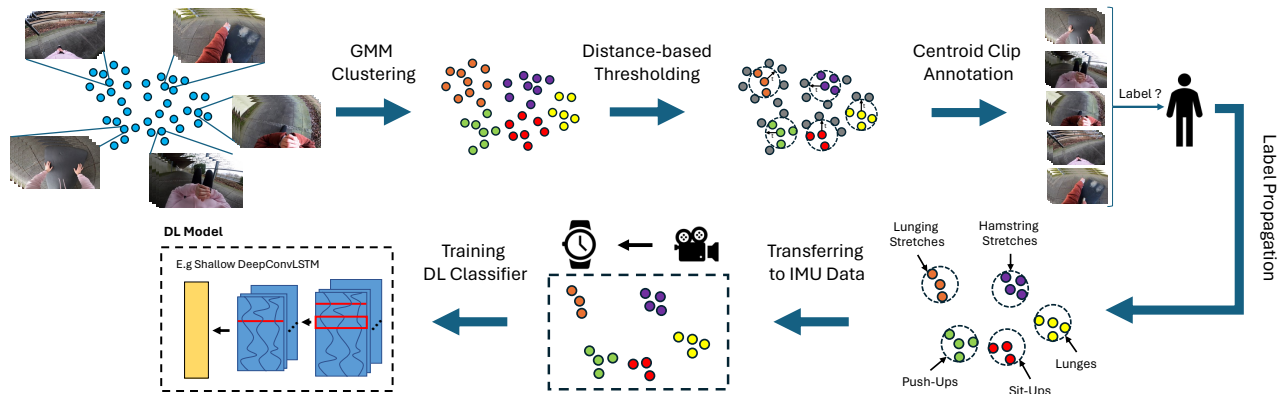 GMM
Clustering
Distance-based
Thresholding
Centroid Clip
Annotation
Label ?
Label Propagation
Lunging
Stretches
Hamstring
Stretches
Lunges
Push-Ups
Sit-Ups
Transferring
to IMU Data
Training
DL Classifier
DL Model
E.g Shallow DeepConvLSTM